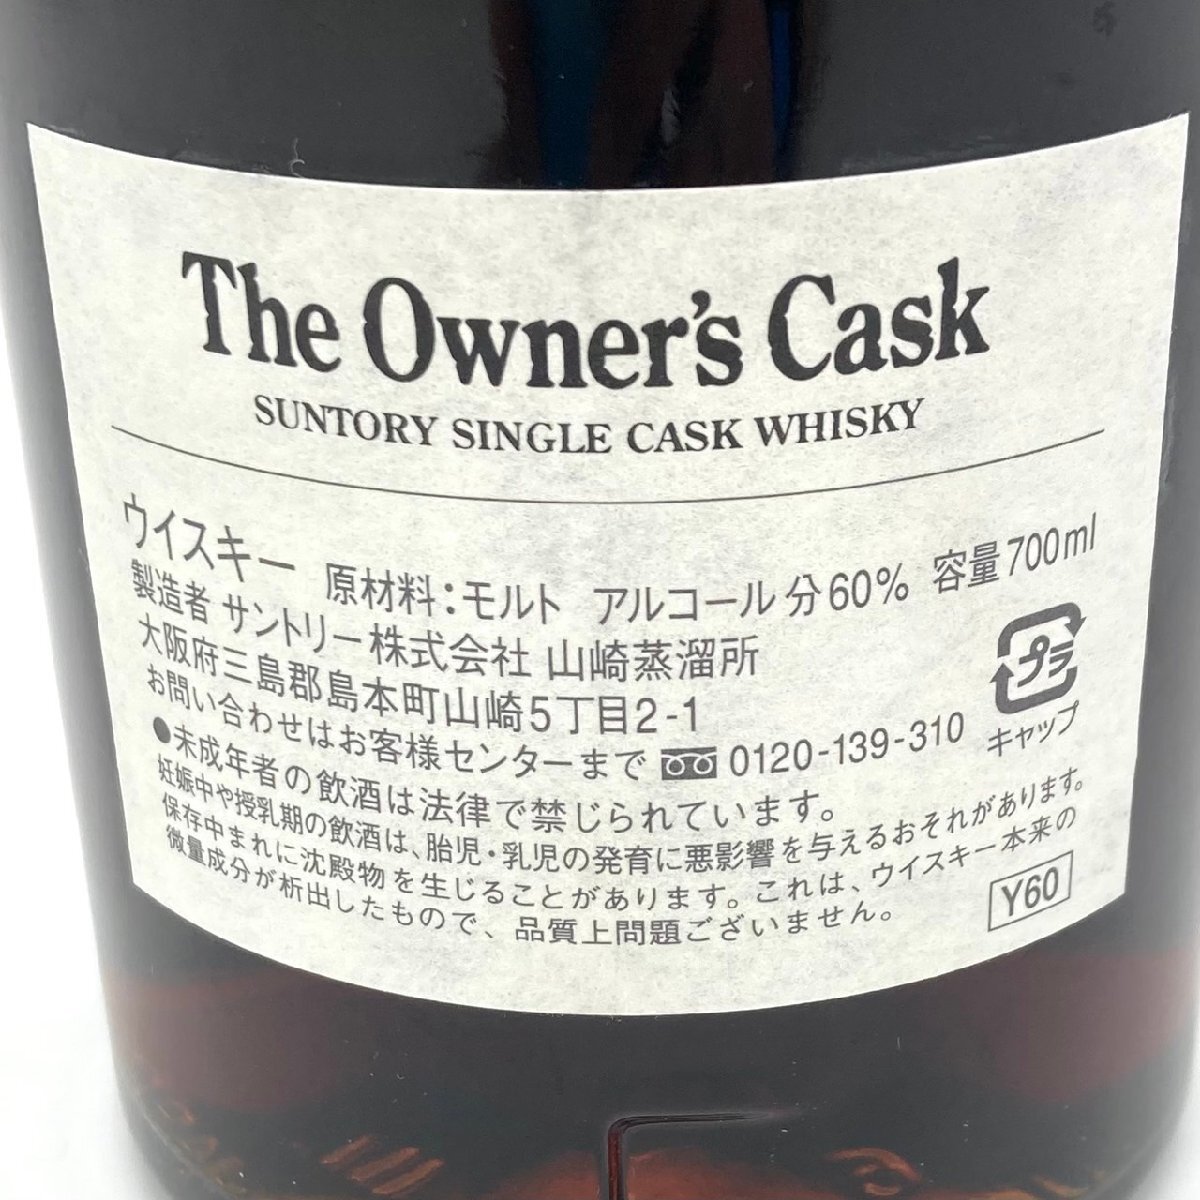 The Owner's Cask
SUNTORY SINGLE CASK WHISKY
ウイスキー 原材料：モルト アルコール分60% 容量700ml
製造者 サントリー株式会社 山崎蒸溜所
大阪府三島郡島本町山崎5丁目2-1
お問い合わせはお客様センターまで 0120-139-310
プラ
キャップ
●未成年者の飲酒は法律で禁じられています。
妊娠中や授乳期の飲酒は、胎児・乳児の発育に悪影響を与えるおそれがあります。
保存中まれに沈殿物を生じることがあります。これは、ウイスキー本来の
微量成分が析出したもので、品質上問題ございません。
Y60